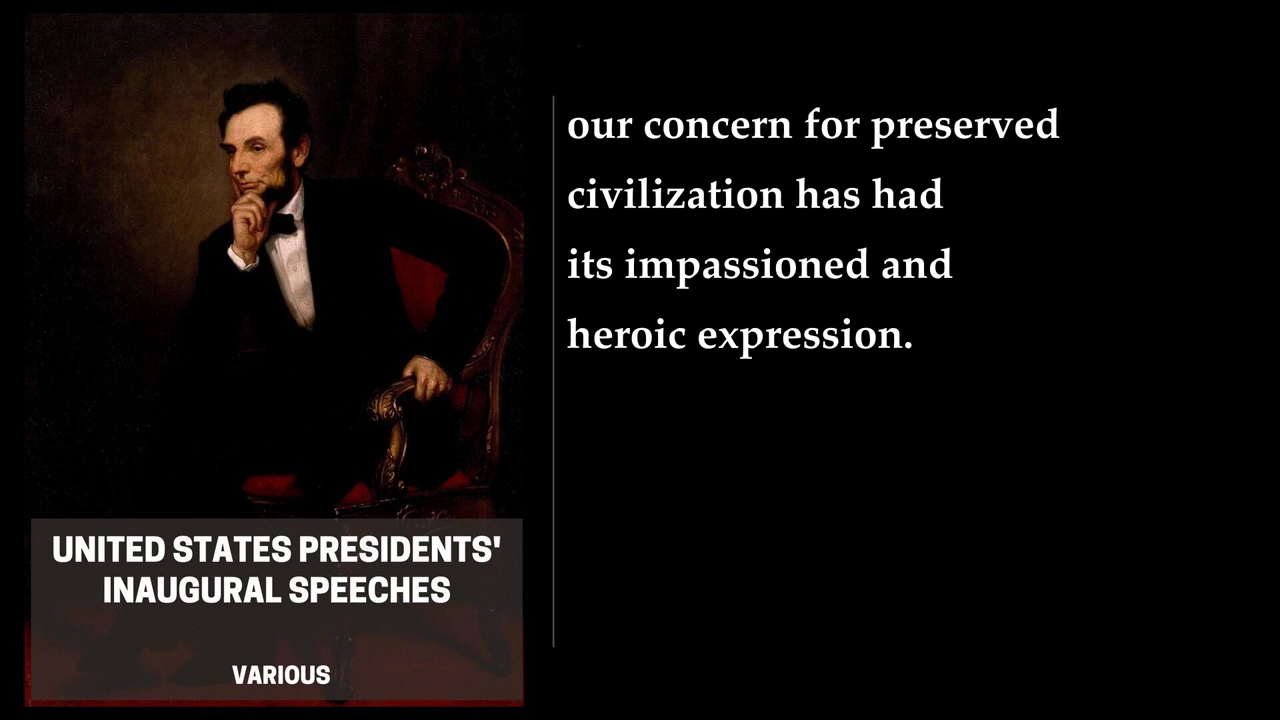 our concern for preserved
civilization has had
its impassioned and
heroic expression.
UNITED STATES PRESIDENTS'
INAUGURAL SPEECHES
VARIOUS